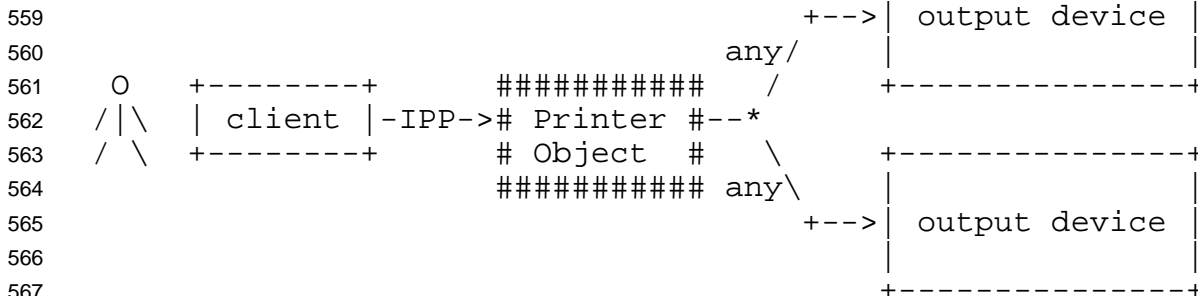 559                                      +-->| output device |
560                                  any/    |               |
561    O   +--------+      ###########   /     +---------------+
562   /|\  | client |-IPP-># Printer #--*
563   / \  +--------+      # Object  #   \     +---------------+
564                        ########### any\    |               |
565                                      +-->| output device |
566                                          |               |
567                                          +---------------+